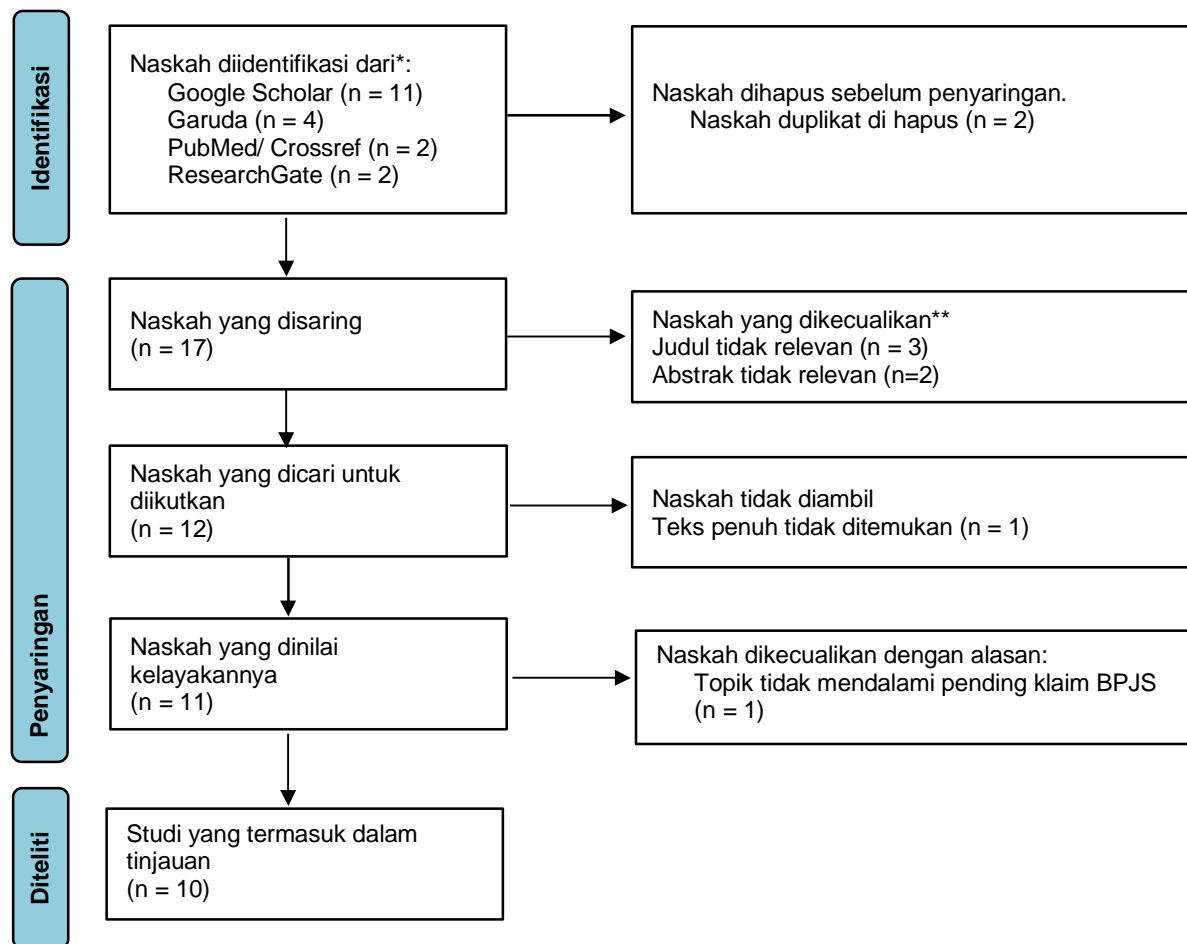 Identifikasi
Naskah diidentifikasi dari*:
Google Scholar (n = 11)
Garuda (n = 4)
PubMed/ Crossref (n = 2)
ResearchGate (n = 2)
Naskah dihapus sebelum penyaringan.
Naskah duplikat di hapus (n = 2)
Penyaringan
Naskah yang disaring
(n = 17)
Naskah yang dikecualikan**
Judul tidak relevan (n = 3)
Abstrak tidak relevan (n=2)
Naskah yang dicari untuk
diikutkan
(n = 12)
Naskah tidak diambil
Teks penuh tidak ditemukan (n = 1)
Naskah yang dinilai
kelayakannya
(n = 11)
Naskah dikecualikan dengan alasan:
Topik tidak mendalami pending klaim BPJS
(n = 1)
Diteliti
Studi yang termasuk dalam
tinjauan
(n = 10)